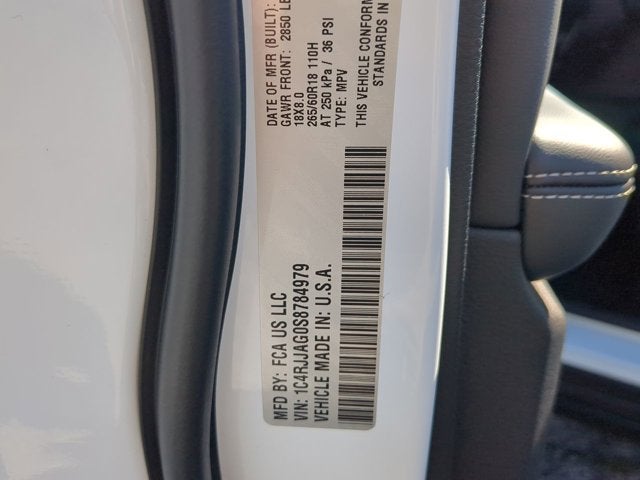 MFD BY: FCA US LLC
DATE OF MFR (BUILT):
GAWR FRONT: 2850 LB
18X8.0
265/60R18 110H
AT 250 kPa / 36 PSI
TYPE: MPV
VIN: 1C4RJJAG0S8784979
VEHICLE MADE IN: U.S.A.
THIS VEHICLE CONFORM
STANDARDS IN